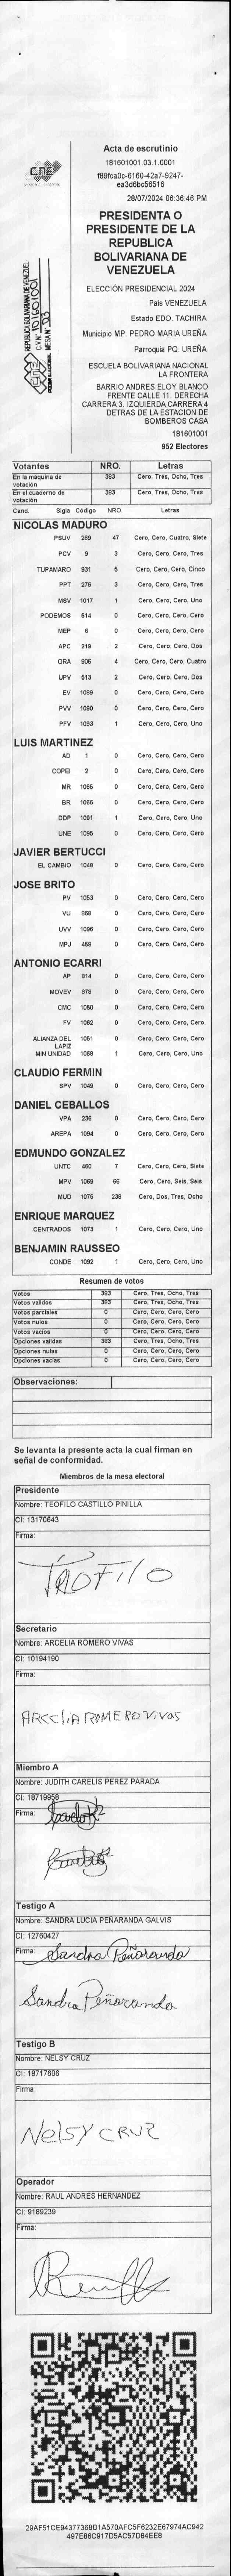 Acta de escrutinio
181601001.03.1.0001
f89fca0c-6160-42a7-9247-
ea3d6bc56516
28/07/2024 06:36:46 PM
PRESIDENTA O
PRESIDENTE DE LA
REPUBLICA
BOLIVARIANA DE
VENEZUELA
ELECCIÓN PRESIDENCIAL 2024
Pais VENEZUELA
Estado EDO. TACHIRA
Municipio MP. PEDRO MARIA UREÑA
Parroquia PQ. UREÑA
ESCUELA BOLIVARIANA NACIONAL
LA FRONTERA
BARRIO ANDRES ELOY BLANCO
FRENTE CALLE 11. DERECHA
CARRERA 3. IZQUIERDA CARRERA 4
DETRAS DE LA ESTACION DE
BOMBEROS CASA
181601001
952 Electores
CNE
REPÚBLICA BOLIVARIANA DE VENEZUELA
CNE
MESA Nº 03
Votantes NRO. Letras
En la máquina de votación 383 Cero, Tres, Ocho, Tres
En el cuaderno de votación 383 Cero, Tres, Ocho, Tres
Cand. Sigla Código NRO. Letras
NICOLAS MADURO
PSUV 269 47 Cero, Cero, Cuatro, Siete
PCV 9 3 Cero, Cero, Cero, Tres
TUPAMARO 931 5 Cero, Cero, Cero, Cinco
PPT 276 3 Cero, Cero, Cero, Tres
MSV 1017 1 Cero, Cero, Cero, Uno
PODEMOS 514 0 Cero, Cero, Cero, Cero
MEP 6 0 Cero, Cero, Cero, Cero
APC 219 2 Cero, Cero, Cero, Dos
ORA 906 4 Cero, Cero, Cero, Cuatro
UPV 513 2 Cero, Cero, Cero, Dos
EV 1089 0 Cero, Cero, Cero, Cero
PVV 1090 0 Cero, Cero, Cero, Cero
PFV 1093 1 Cero, Cero, Cero, Uno
LUIS MARTINEZ
AD 1 0 Cero, Cero, Cero, Cero
COPEI 2 0 Cero, Cero, Cero, Cero
MR 1065 0 Cero, Cero, Cero, Cero
BR 1066 0 Cero, Cero, Cero, Cero
DDP 1091 1 Cero, Cero, Cero, Uno
UNE 1095 0 Cero, Cero, Cero, Cero
JAVIER BERTUCCI
EL CAMBIO 1048 0 Cero, Cero, Cero, Cero
JOSE BRITO
PV 1053 0 Cero, Cero, Cero, Cero
VU 868 0 Cero, Cero, Cero, Cero
UVV 1096 0 Cero, Cero, Cero, Cero
MPJ 459 0 Cero, Cero, Cero, Cero
ANTONIO ECARRI
AP 814 0 Cero, Cero, Cero, Cero
MOVEV 878 0 Cero, Cero, Cero, Cero
CMC 1050 0 Cero, Cero, Cero, Cero
FV 1062 0 Cero, Cero, Cero, Cero
ALIANZA DEL LAPIZ 1051 0 Cero, Cero, Cero, Cero
MIN UNIDAD 1068 1 Cero, Cero, Cero, Uno
CLAUDIO FERMIN
SPV 1049 0 Cero, Cero, Cero, Cero
DANIEL CEBALLOS
VPA 236 0 Cero, Cero, Cero, Cero
AREPA 1094 0 Cero, Cero, Cero, Cero
EDMUNDO GONZALEZ
UNTC 460 7 Cero, Cero, Cero, Siete
MPV 1069 66 Cero, Cero, Seis, Seis
MUD 1075 238 Cero, Dos, Tres, Ocho
ENRIQUE MARQUEZ
CENTRADOS 1073 1 Cero, Cero, Cero, Uno
BENJAMIN RAUSSEO
CONDE 1092 1 Cero, Cero, Cero, Uno
Resumen de votos
Votos 383 Cero, Tres, Ocho, Tres
Votos validos 383 Cero, Tres, Ocho, Tres
Votos parciales 0 Cero, Cero, Cero, Cero
Votos nulos 0 Cero, Cero, Cero, Cero
Votos vacios 0 Cero, Cero, Cero, Cero
Opciones validas 383 Cero, Tres, Ocho, Tres
Opciones nulas 0 Cero, Cero, Cero, Cero
Opciones vacias 0 Cero, Cero, Cero, Cero
Observaciones:
Se levanta la presente acta la cual firman en
señal de conformidad.
Miembros de la mesa electoral
Presidente
Nombre: TEOFILO CASTILLO PINILLA
CI: 13170643
Firma:
TEOFILO
Secretario
Nombre: ARCELIA ROMERO VIVAS
CI: 10194190
Firma:
ARCELIA ROMERO VIVAS
Miembro A
Nombre: JUDITH CARELIS PEREZ PARADA
CI: 18719956
Firma:
Testigo A
Nombre: SANDRA LUCIA PENARANDA GALVIS
CI: 12760427
Firma: Sandra Peñaranda
Sandra Peñaranda
Testigo B
Nombre: NELSY CRUZ
CI: 18717606
Firma:
Nelsy CRUZ
Operador
Nombre: RAUL ANDRES HERNANDEZ
CI: 9189239
Firma:
29AF51CE94377368D1A570AFC5F6232E67974AC942
497E86C917D5AC57D84EE8